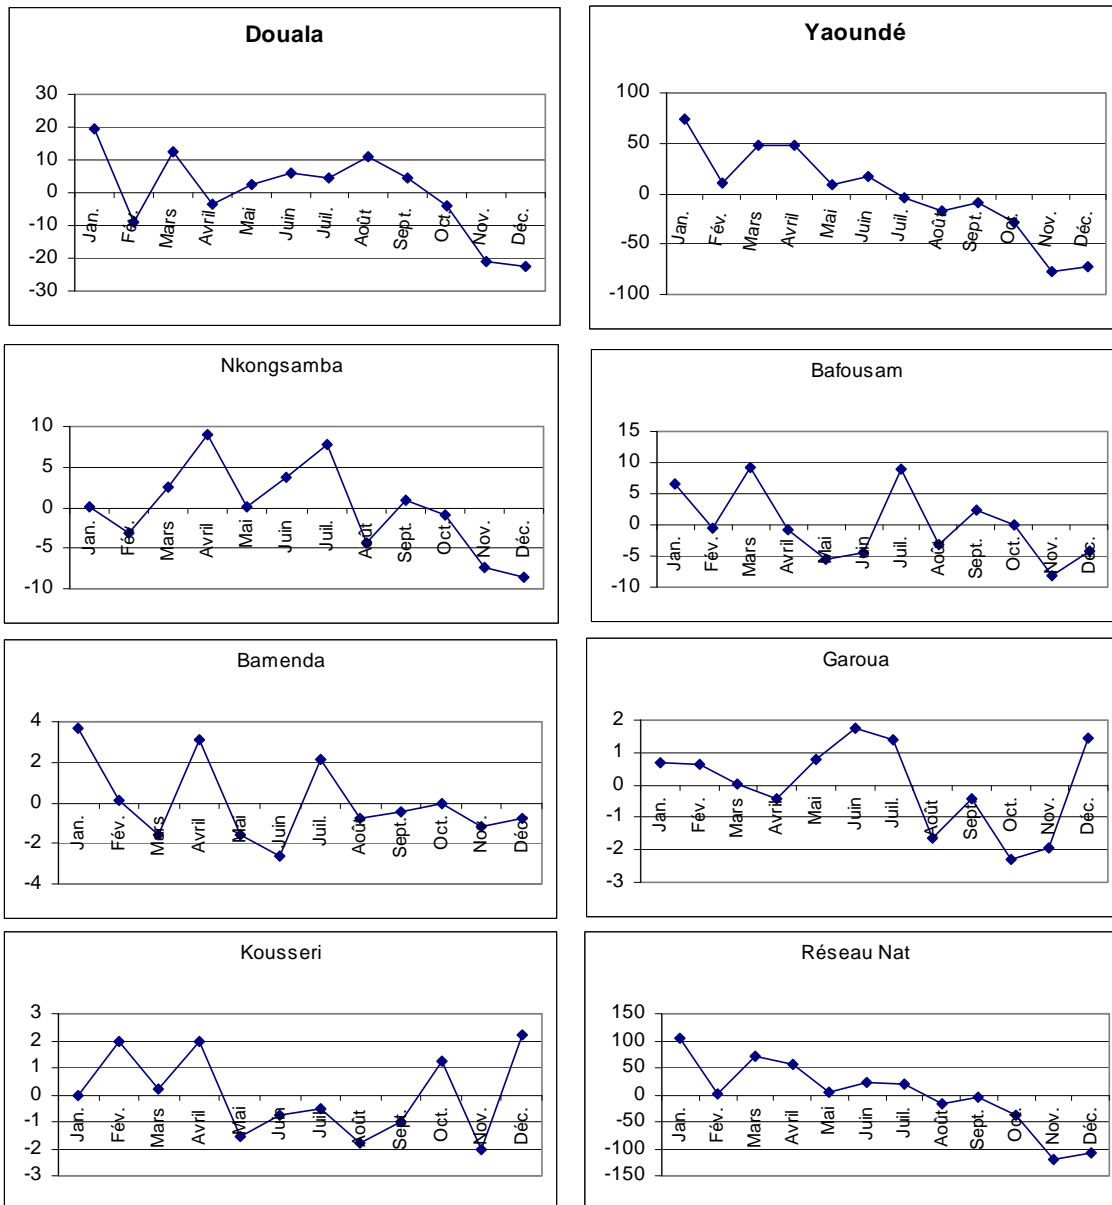 Douala
30
20
10
0
-10
-20
-30
Jan.
Fév.
Mars
Avril
Mai
Juin
Juil.
Août
Sept.
Oct.
Nov.
Déc.
Yaoundé
100
50
0
-50
-100
Jan.
Fév.
Mars
Avril
Mai
Juin
Juil.
Août
Sept.
Oct.
Nov.
Déc.
Nkongsamba
10
5
0
-5
-10
Jan.
Fév.
Mars
Avril
Mai
Juin
Juil.
Août
Sept.
Oct.
Nov.
Déc.
Bafousam
15
10
5
0
-5
-10
Jan.
Fév.
Mars
Avril
Mai
Juin
Juil.
Août
Sept.
Oct.
Nov.
Déc.
Bamenda
4
2
0
-2
-4
Jan.
Fév.
Mars
Avril
Mai
Juin
Juil.
Août
Sept.
Oct.
Nov.
Déc.
Garoua
2
1
0
-1
-2
-3
Jan.
Fév.
Mars
Avril
Mai
Juin
Juil.
Août
Sept.
Oct.
Nov.
Déc.
Kousseri
3
2
1
0
-1
-2
-3
Jan.
Fév.
Mars
Avril
Mai
Juin
Juil.
Août
Sept.
Oct.
Nov.
Déc.
Réseau Nat
150
100
50
0
-50
-100
-150
Jan.
Fév.
Mars
Avril
Mai
Juin
Juil.
Août
Sept.
Oct.
Nov.
Déc.